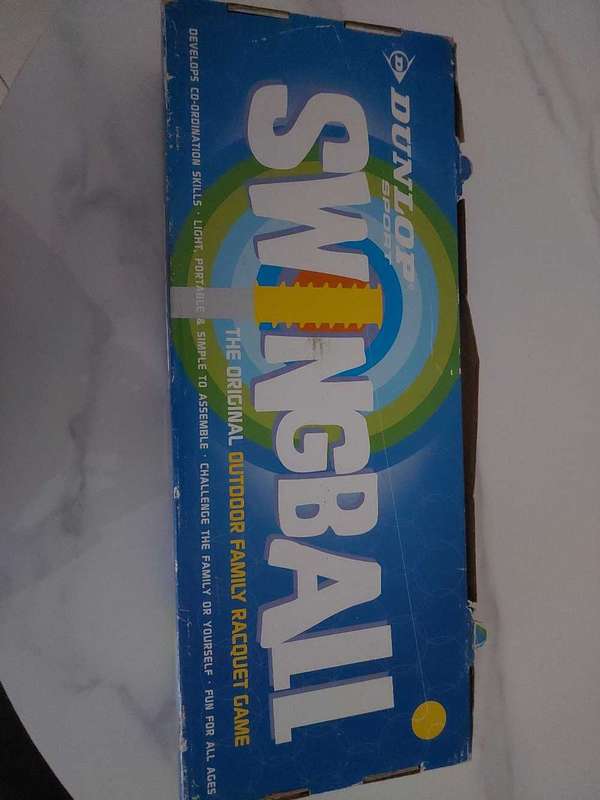 DUNLOP
SPORT
SWINGBALL
THE ORIGINAL OUTDOOR FAMILY RACQUET GAME
DEVELOPS CO-ORDINATION SKILLS · LIGHT, PORTABLE & SIMPLE TO ASSEMBLE · CHALLENGE THE FAMILY OR YOURSELF · FUN FOR ALL AGES